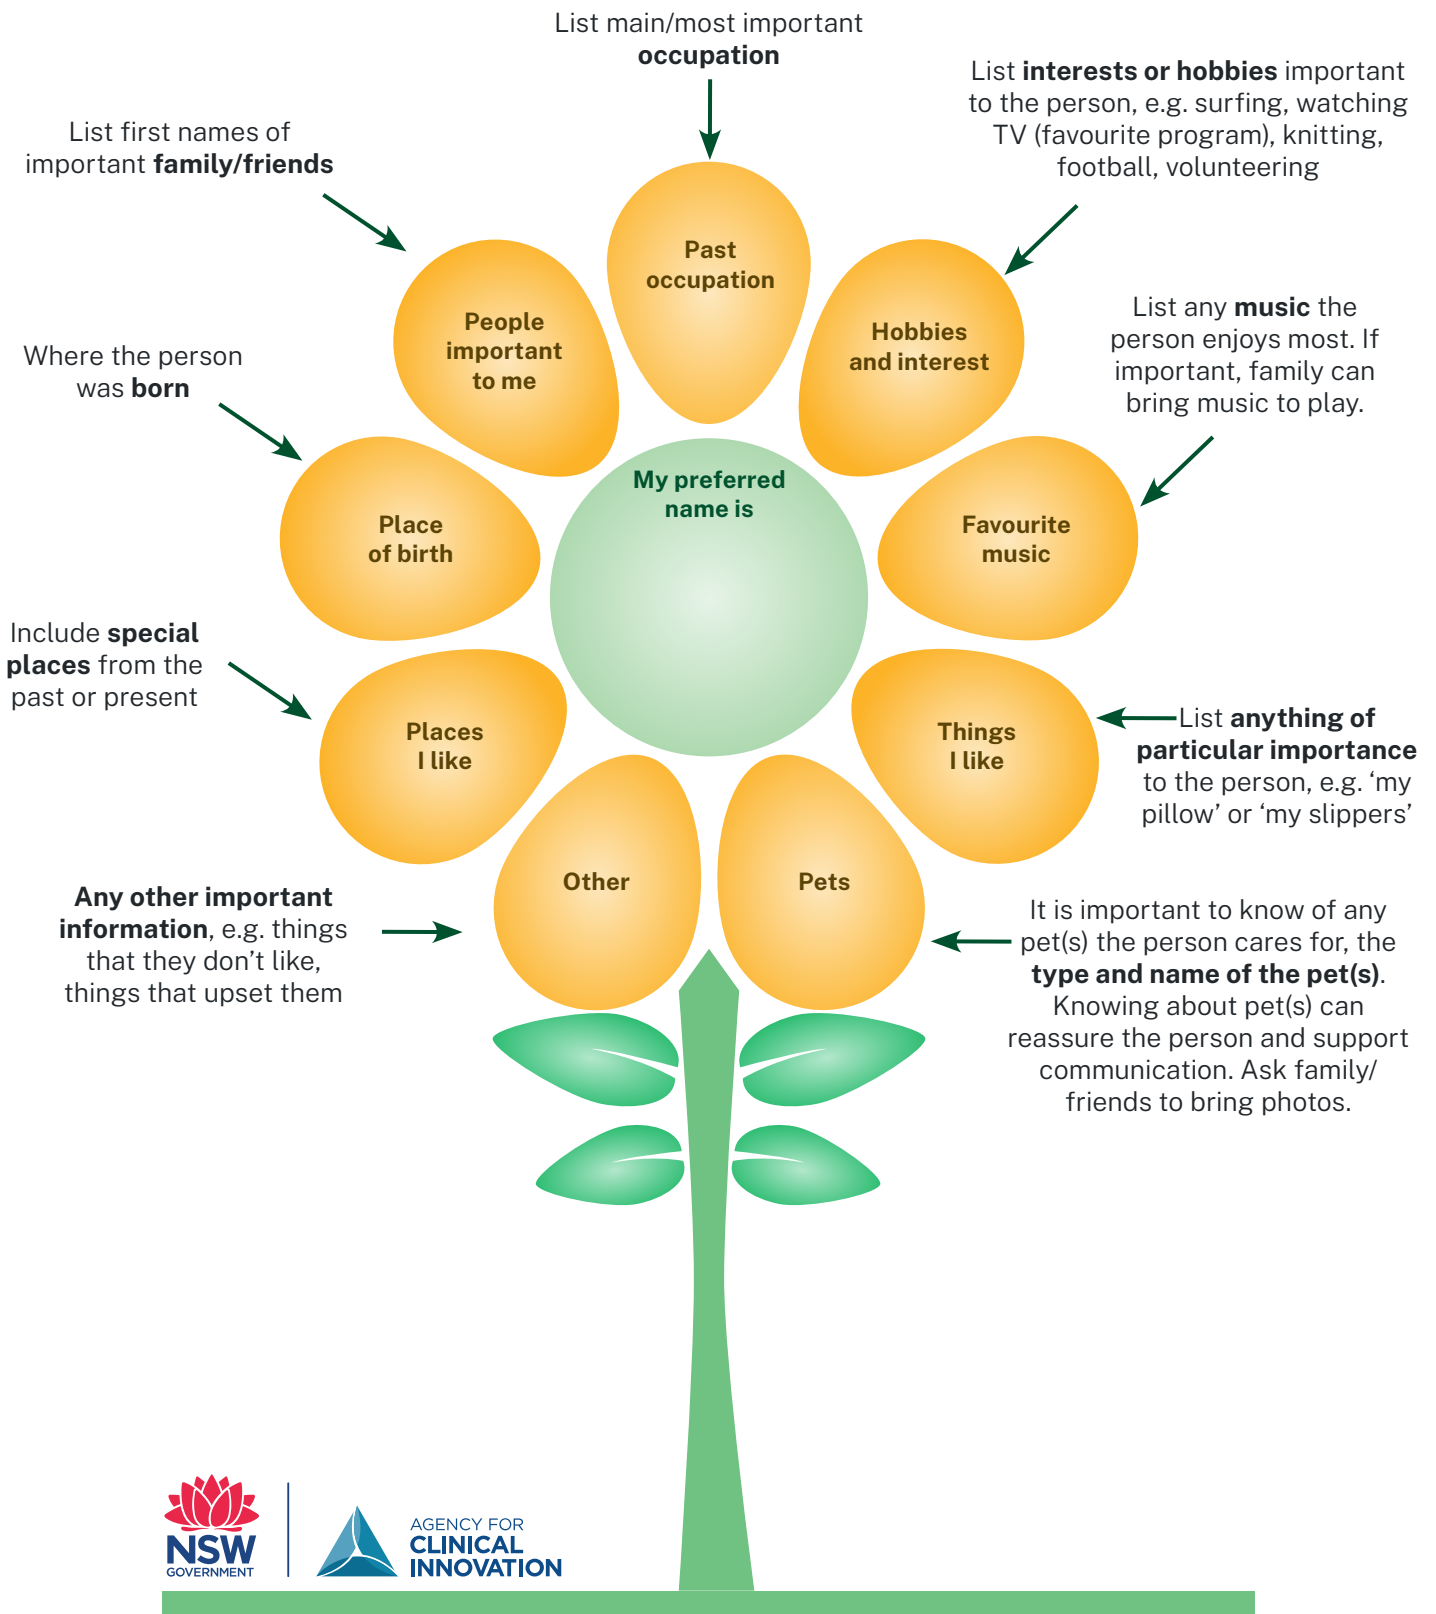 List main/most important
occupation
List interests or hobbies important
to the person, e.g. surfing, watching
TV (favourite program), knitting,
football, volunteering
List first names of
important family/friends
Past
occupation
People
important
to me
Hobbies
and interest
List any music the
person enjoys most. If
important, family can
bring music to play.
Where the person
was born
My preferred
name is
Place
of birth
Favourite
music
Include special
places from the
past or present
Places
I like
Things
I like
List anything of
particular importance
to the person, e.g. ‘my
pillow’ or ‘my slippers’
Other
Pets
Any other important
information, e.g. things
that they don’t like,
things that upset them
It is important to know of any
pet(s) the person cares for, the
type and name of the pet(s).
Knowing about pet(s) can
reassure the person and support
communication. Ask family/
friends to bring photos.
NSW
GOVERNMENT
AGENCY FOR
CLINICAL
INNOVATION